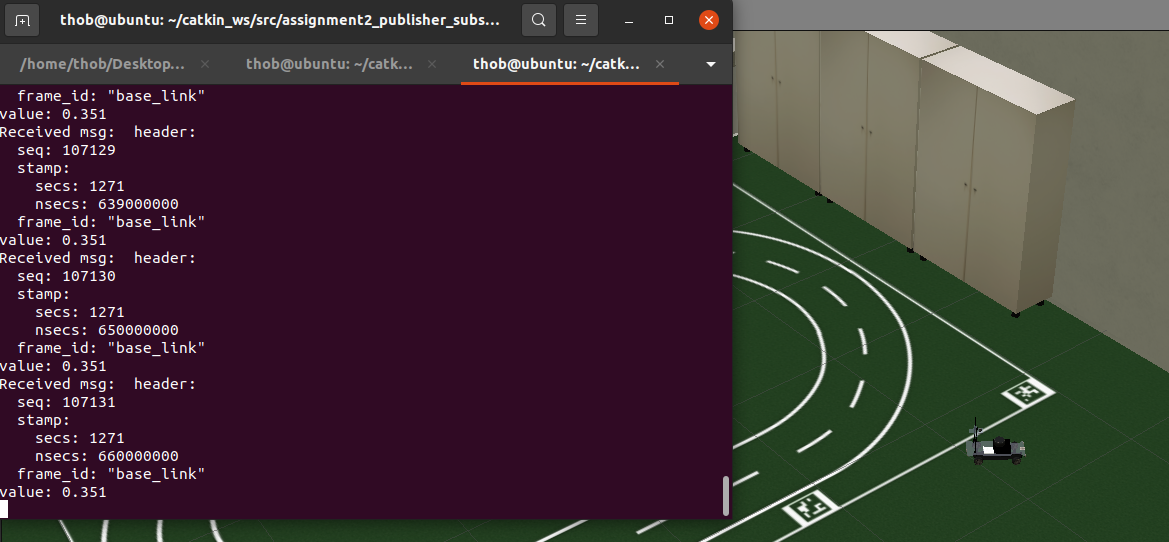 thob@ubuntu: ~/catkin_ws/src/assignment2_publisher_subs...
/home/thob/Desktop...
thob@ubuntu: ~/catk...
thob@ubuntu: ~/catk...
  frame_id: "base_link"
value: 0.351
Received msg:  header:
  seq: 107129
  stamp:
    secs: 1271
    nsecs: 639000000
  frame_id: "base_link"
value: 0.351
Received msg:  header:
  seq: 107130
  stamp:
    secs: 1271
    nsecs: 650000000
  frame_id: "base_link"
value: 0.351
Received msg:  header:
  seq: 107131
  stamp:
    secs: 1271
    nsecs: 660000000
  frame_id: "base_link"
value: 0.351